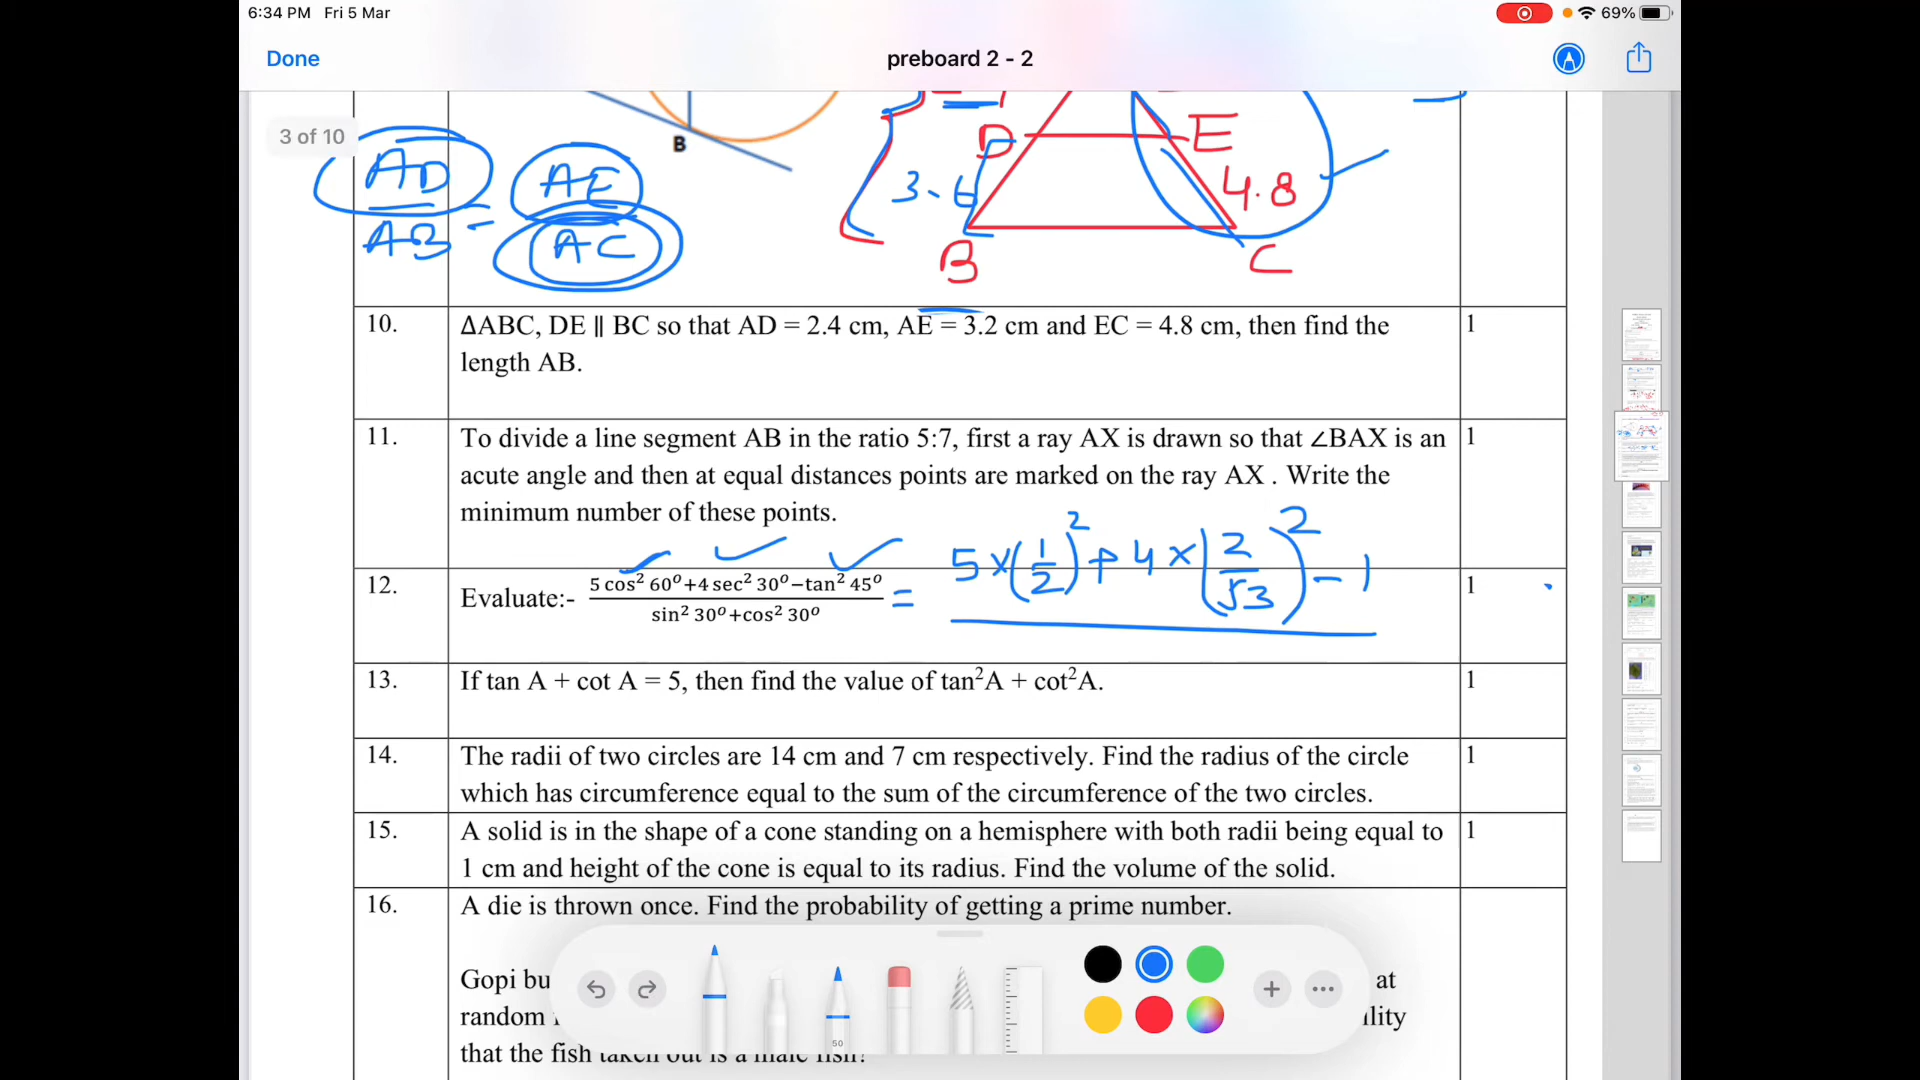 6:34 PM Fri 5 Mar
69%
Done
preboard 2 - 2
3 of 10
B
D
E
3.6
4.8
B
C
AD
AB
=
AE
AC
10.
∆ABC, DE ǁ BC so that AD = 2.4 cm, AE = 3.2 cm and EC = 4.8 cm, then find the
length AB.
1
11.
To divide a line segment AB in the ratio 5:7, first a ray AX is drawn so that ∠BAX is an
acute angle and then at equal distances points are marked on the ray AX . Write the
minimum number of these points.
1
12.
Evaluate:- (5 cos² 60° + 4 sec² 30° − tan² 45°) / (sin² 30° + cos² 30°) = 5 × (1/2)² + 4 × (2/√3)² − 1
1
13.
If tan A + cot A = 5, then find the value of tan²A + cot²A.
1
14.
The radii of two circles are 14 cm and 7 cm respectively. Find the radius of the circle
which has circumference equal to the sum of the circumference of the two circles.
1
15.
A solid is in the shape of a cone standing on a hemisphere with both radii being equal to
1 cm and height of the cone is equal to its radius. Find the volume of the solid.
1
16.
A die is thrown once. Find the probability of getting a prime number.
Gopi bu
at
random
that the fish taken out is a male fish?
50